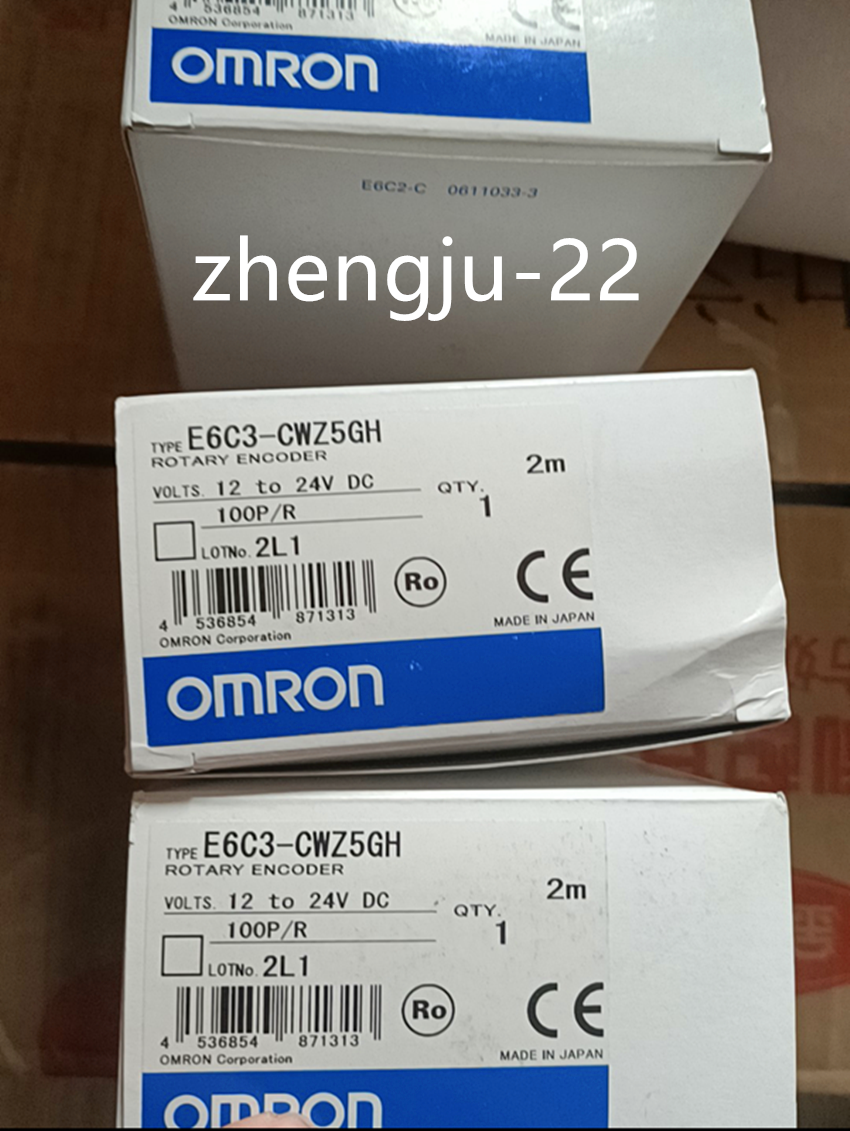 4 536854 871313
OMRON Corporation
MADE IN JAPAN
OMRON
E6C2-C 0611033-3
zhengju-22
TYPE E6C3-CWZ5GH
ROTARY ENCODER
2m
VOLTS. 12 to 24V DC
QTY.
1
100P/R
LOTNo. 2L1
Ro
CE
4 536854 871313
MADE IN JAPAN
OMRON Corporation
OMRON
TYPE E6C3-CWZ5GH
ROTARY ENCODER
2m
VOLTS. 12 to 24V DC
QTY.
1
100P/R
LOTNo. 2L1
Ro
CE
4 536854 871313
MADE IN JAPAN
OMRON Corporation
OMRON